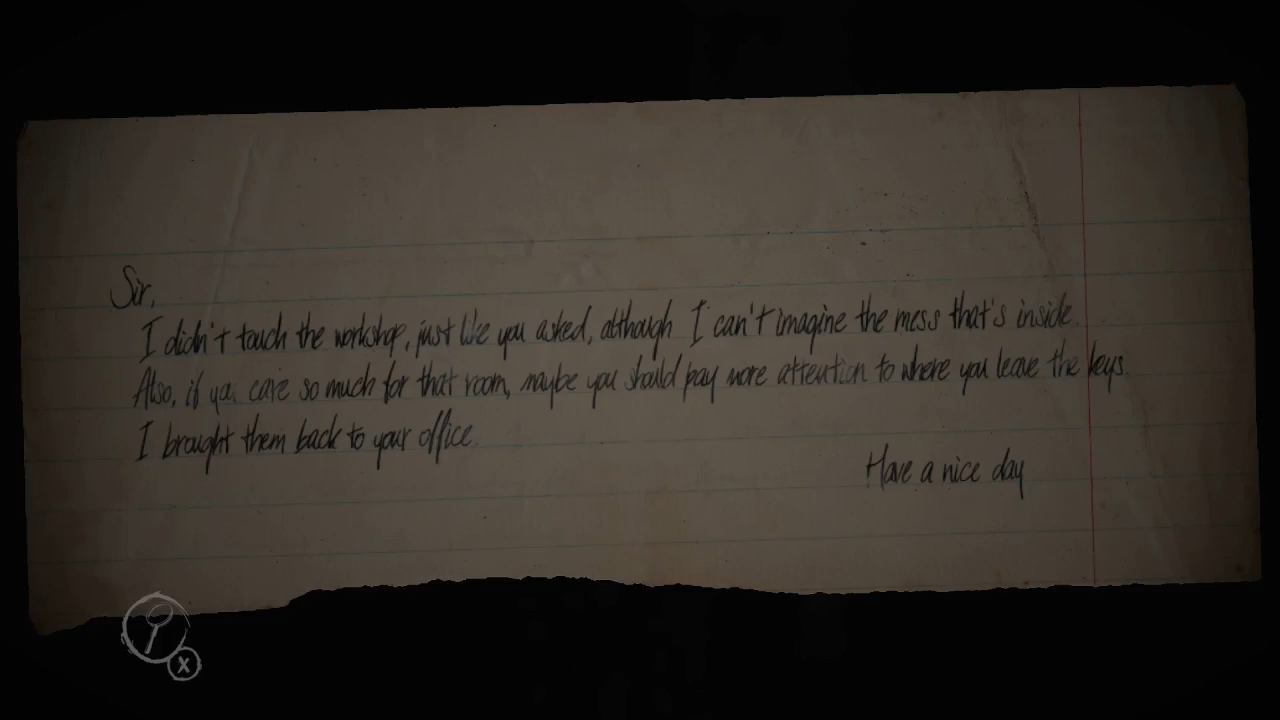 Sir,
I didn't touch the workshop, just like you asked, although I can't imagine the mess that's inside.
Also, if you care so much for that room, maybe you should pay more attention to where you leave the keys.
I brought them back to your office.
Have a nice day
X